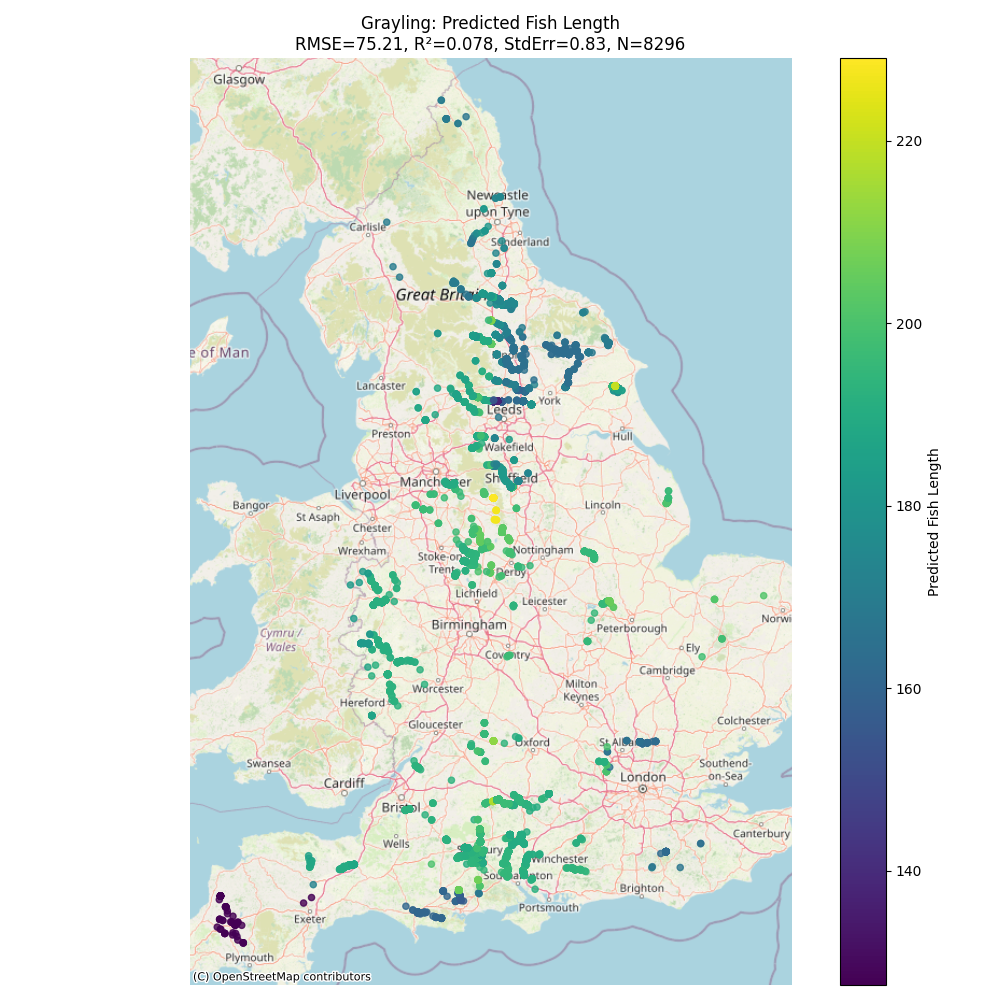 Grayling: Predicted Fish Length
RMSE=75.21, R²=0.078, StdErr=0.83, N=8296
Glasgow
Newcastle
upon Tyne
Carlisle
Sunderland
Great Britain
e of Man
Lancaster
York
Leeds
Preston
Hull
Wakefield
Manchester
Sheffield
Liverpool
Bangor
St Asaph
Lincoln
Chester
Wrexham
Stoke-on-
Trent
Nottingham
Derby
Lichfield
Leicester
Norwi
Peterborough
Birmingham
Cymru /
Wales
Ely
Coventry
Cambridge
Worcester
Milton
Keynes
Hereford
Gloucester
Colchester
Oxford
St Alba
Swansea
Southend-
on-Sea
Cardiff
London
Bristol
Canterbury
Wells
bury
Winchester
Southampton
Brighton
Portsmouth
Exeter
Plymouth
(C) OpenStreetMap contributors
220
200
180
160
140
Predicted Fish Length